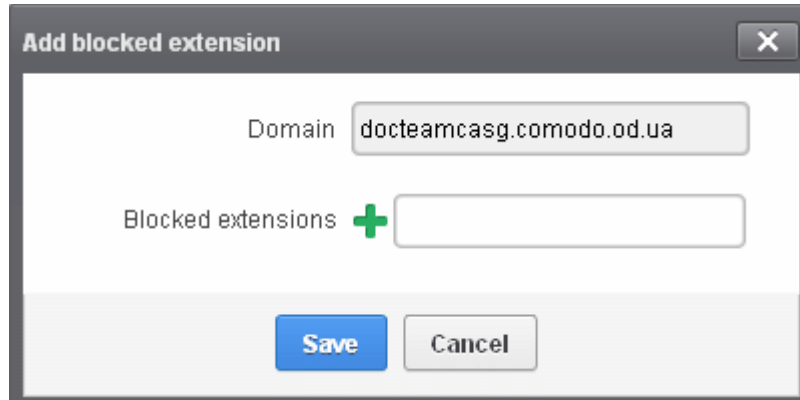 Add blocked extension
Domain docteamcasg.comodo.od.ua
Blocked extensions
Save Cancel